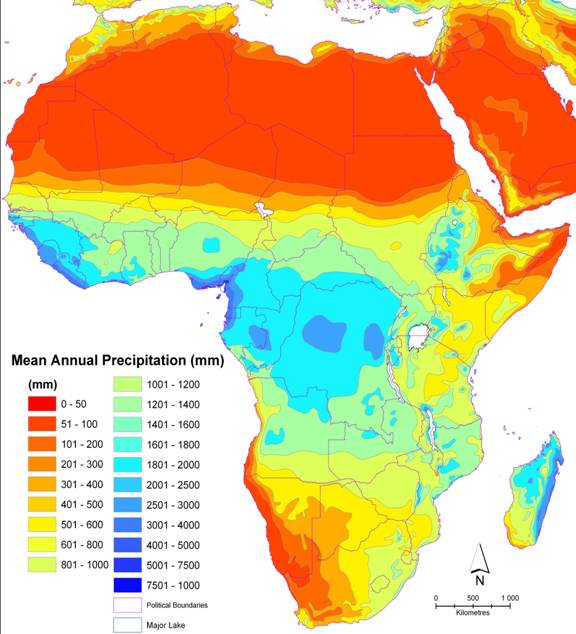 Mean Annual Precipitation (mm)
(mm)
0 - 50
51 - 100
101 - 200
201 - 300
301 - 400
401 - 500
501 - 600
601 - 800
801 - 1000
1001 - 1200
1201 - 1400
1401 - 1600
1601 - 1800
1801 - 2000
2001 - 2500
2501 - 3000
3001 - 4000
4001 - 5000
5001 - 7500
7501 - 1000
Political Boundaries
Major Lake
N
0 500 1 000
Kilometres